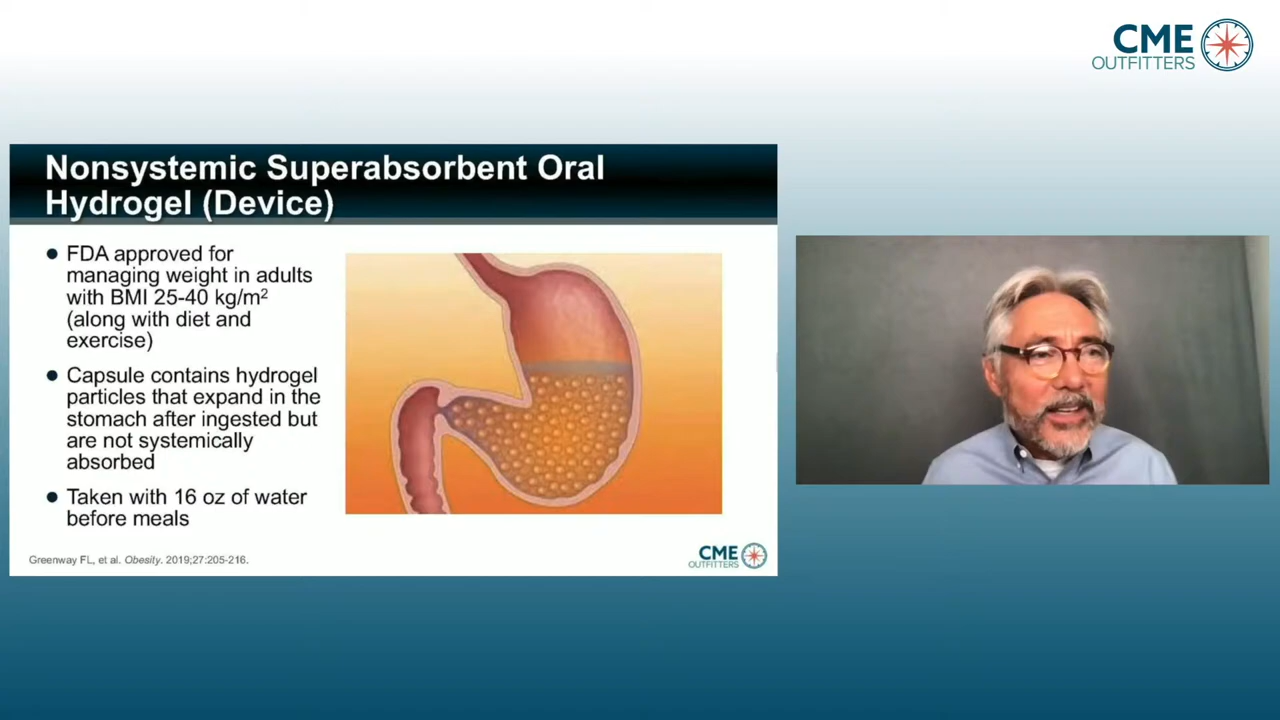 CME
OUTFITTERS
Nonsystemic Superabsorbent Oral
Hydrogel (Device)
● FDA approved for
managing weight in adults
with BMI 25-40 kg/m²
(along with diet and
exercise)
● Capsule contains hydrogel
particles that expand in the
stomach after ingested but
are not systemically
absorbed
● Taken with 16 oz of water
before meals
Greenway FL, et al. Obesity. 2019;27:205-216.
CME
OUTFITTERS